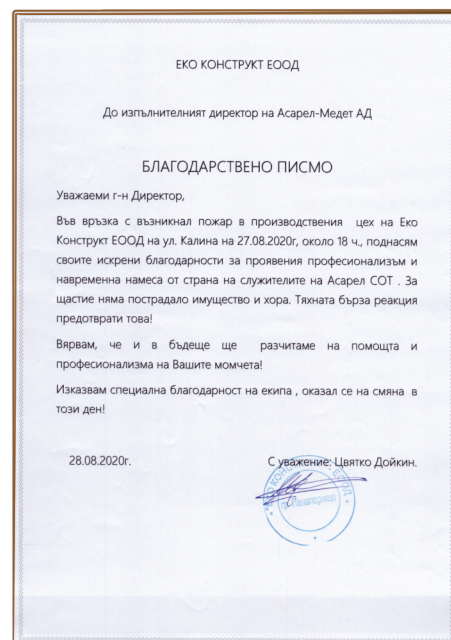 ЕКО КОНСТРУКТ ЕООД
До изпълнителният директор на Асарел-Медет АД
БЛАГОДАРСТВЕНО ПИСМО
Уважаеми г-н Директор,
Във връзка с възникнал пожар в производствения цех на Еко
Конструкт ЕООД на ул. Калина на 27.08.2020г, около 18 ч., поднасям
своите искрени благодарности за проявения професионализъм и
навременна намеса от страна на служителите на Асарел СОТ . За
щастие няма пострадало имущество и хора. Тяхната бърза реакция
предотврати това!
Вярвам, че и в бъдеще ще разчитаме на помощта и
професионализма на Вашите момчета!
Изказвам специална благодарност на екипа , оказал се на смяна в
този ден!
28.08.2020г. С уважение: Цвятко Дойкин.